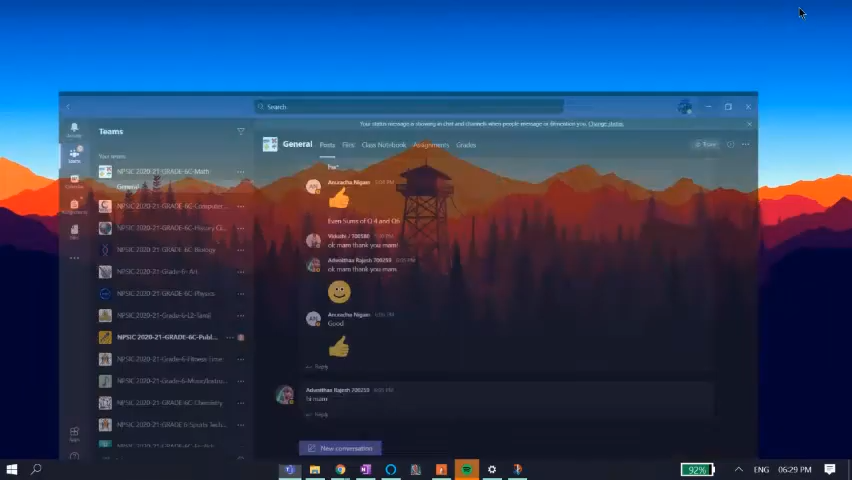 Search
Your status message is showing in chat and channels when people message or @mention you. Change status.
Teams
General Posts Files Class Notebook Assignments Grades
Your teams
NPSIC 2020-21-GRADE-6C-Math
General
NPSIC 2020-21-GRADE-6C-Computer...
NPSIC 2020-21-GRADE-6C-History Ci...
NPSIC 2020-21-GRADE-6C-Biology
NPSIC 2020-21-Grade-6- Art
NPSIC 2020-21-GRADE-6C-Physics
NPSIC 2020-21-Grade-6-L2-Tamil
NPSIC 2020-21-GRADE-6C-Publ...
NPSIC 2020-21-Grade-6-Fitness Time
NPSIC 2020-21-Grade-6-Music/Instru...
NPSIC 2020-21-GRADE-6C-Chemistry
Anuradha Nigam
Even Sums of Q 4 and Q6
ok mam thank you mam!
Advinithan Rajesh 700259
ok mam thank you mam
Anuradha Nigam
Good
Reply
Advinithan Rajesh 700259
hi mam
Reply
New conversation
92%
ENG
06:29 PM